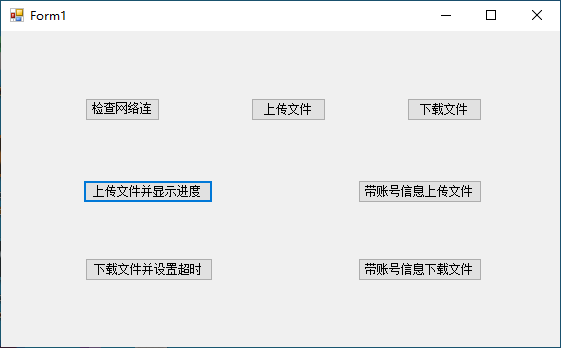 Form1
检查网络连
上传文件
下载文件
上传文件并显示进度
带账号信息上传文件
下载文件并设置超时
带账号信息下载文件